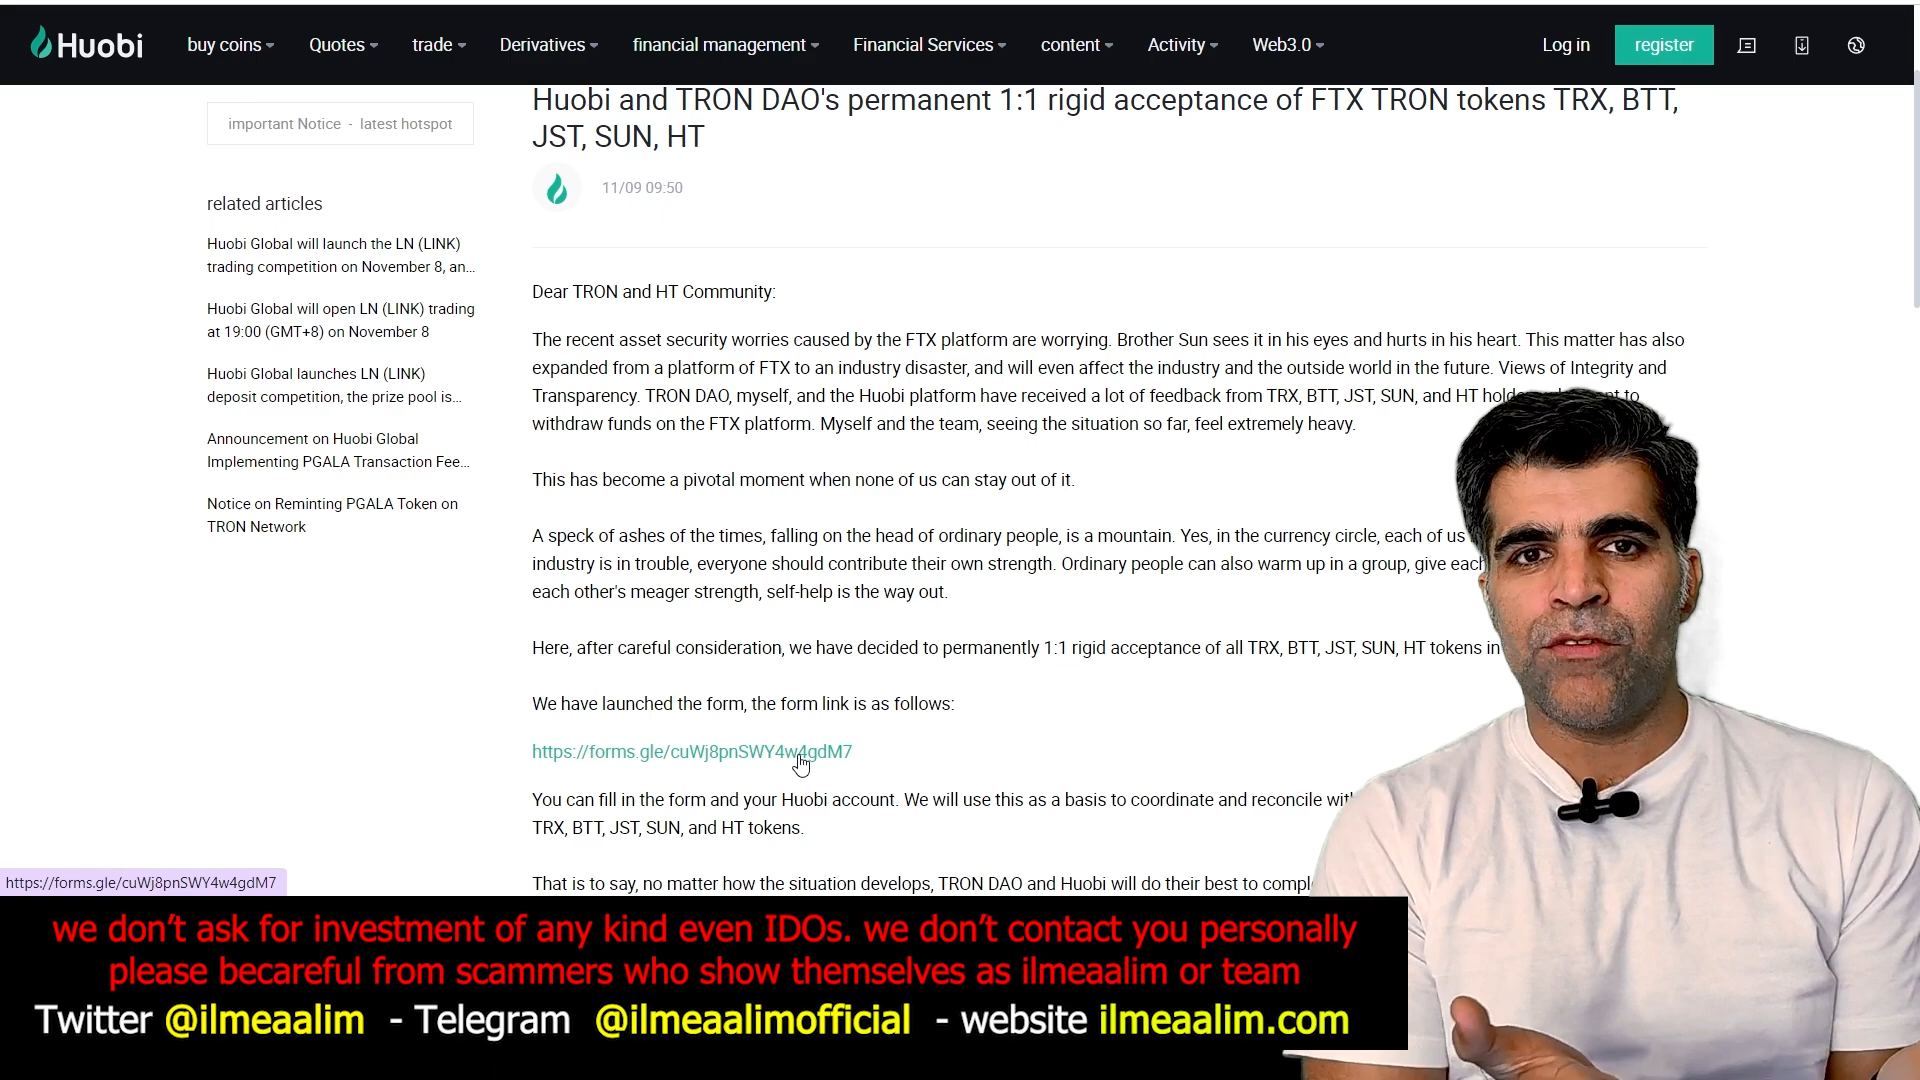 Huobi
buy coins
Quotes
trade
Derivatives
financial management
Financial Services
content
Activity
Web3.0
Log in
register
important Notice - latest hotspot
related articles
Huobi Global will launch the LN (LINK)
trading competition on November 8, an...
Huobi Global will open LN (LINK) trading
at 19:00 (GMT+8) on November 8
Huobi Global launches LN (LINK)
deposit competition, the prize pool is...
Announcement on Huobi Global
Implementing PGALA Transaction Fee...
Notice on Reminting PGALA Token on
TRON Network
Huobi and TRON DAO's permanent 1:1 rigid acceptance of FTX TRON tokens TRX, BTT,
JST, SUN, HT
11/09 09:50
Dear TRON and HT Community:
The recent asset security worries caused by the FTX platform are worrying. Brother Sun sees it in his eyes and hurts in his heart. This matter has also
expanded from a platform of FTX to an industry disaster, and will even affect the industry and the outside world in the future. Views of Integrity and
Transparency. TRON DAO, myself, and the Huobi platform have received a lot of feedback from TRX, BTT, JST, SUN, and HT to
withdraw funds on the FTX platform. Myself and the team, seeing the situation so far, feel extremely heavy.
This has become a pivotal moment when none of us can stay out of it.
A speck of ashes of the times, falling on the head of ordinary people, is a mountain. Yes, in the currency circle, each of us
industry is in trouble, everyone should contribute their own strength. Ordinary people can also warm up in a group, give each
each other's meager strength, self-help is the way out.
Here, after careful consideration, we have decided to permanently 1:1 rigid acceptance of all TRX, BTT, JST, SUN, HT tokens in
We have launched the form, the form link is as follows:
https://forms.gle/cuWj8pnSWY4w4gdM7
You can fill in the form and your Huobi account. We will use this as a basis to coordinate and reconcile
TRX, BTT, JST, SUN, and HT tokens.
That is to say, no matter how the situation develops, TRON DAO and Huobi will do their best to
https://forms.gle/cuWj8pnSWY4w4gdM7
we don't ask for investment of any kind even IDOs. we don't contact you personally
please becareful from scammers who show themselves as ilmeaalim or team
Twitter @ilmeaalim - Telegram @ilmeaalimofficial - website ilmeaalim.com